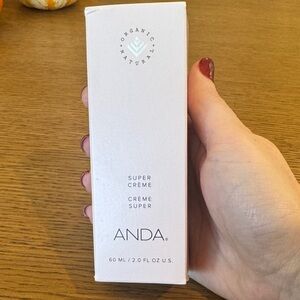 • ORGANIC •
NATURAL
SUPER
CRÈME
CRÈME
SUPER
ANDA®
60 ML / 2.0 FL OZ U.S.